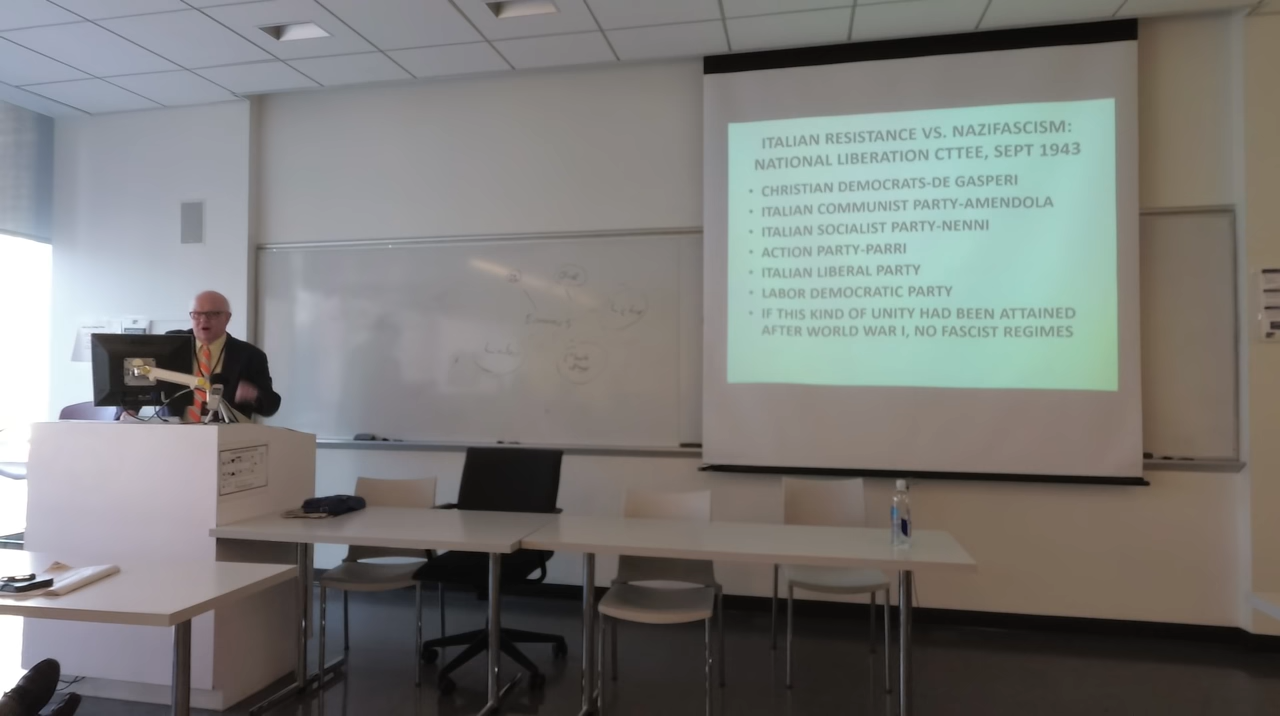 ITALIAN RESISTANCE VS. NAZIFASCISM:
NATIONAL LIBERATION CTTEE, SEPT 1943
• CHRISTIAN DEMOCRATS-DE GASPERI
• ITALIAN COMMUNIST PARTY-AMENDOLA
• ITALIAN SOCIALIST PARTY-NENNI
• ACTION PARTY-PARRI
• ITALIAN LIBERAL PARTY
• LABOR DEMOCRATIC PARTY
• IF THIS KIND OF UNITY HAD BEEN ATTAINED
AFTER WORLD WAR I, NO FASCIST REGIMES